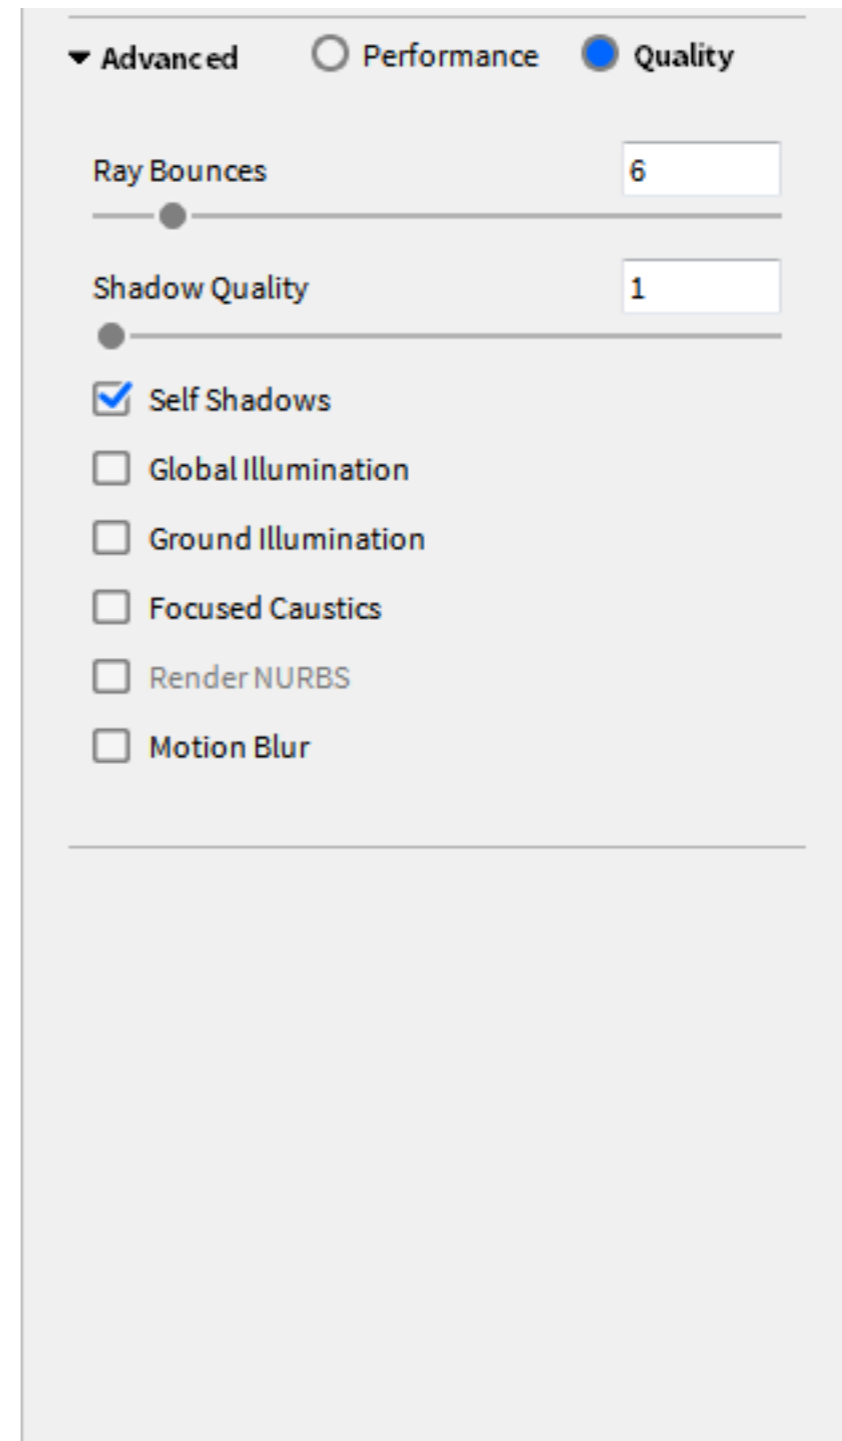 Advanced Performance Quality
Ray Bounces 6
Shadow Quality 1
Self Shadows
Global Illumination
Ground Illumination
Focused Caustics
Render NURBS
Motion Blur